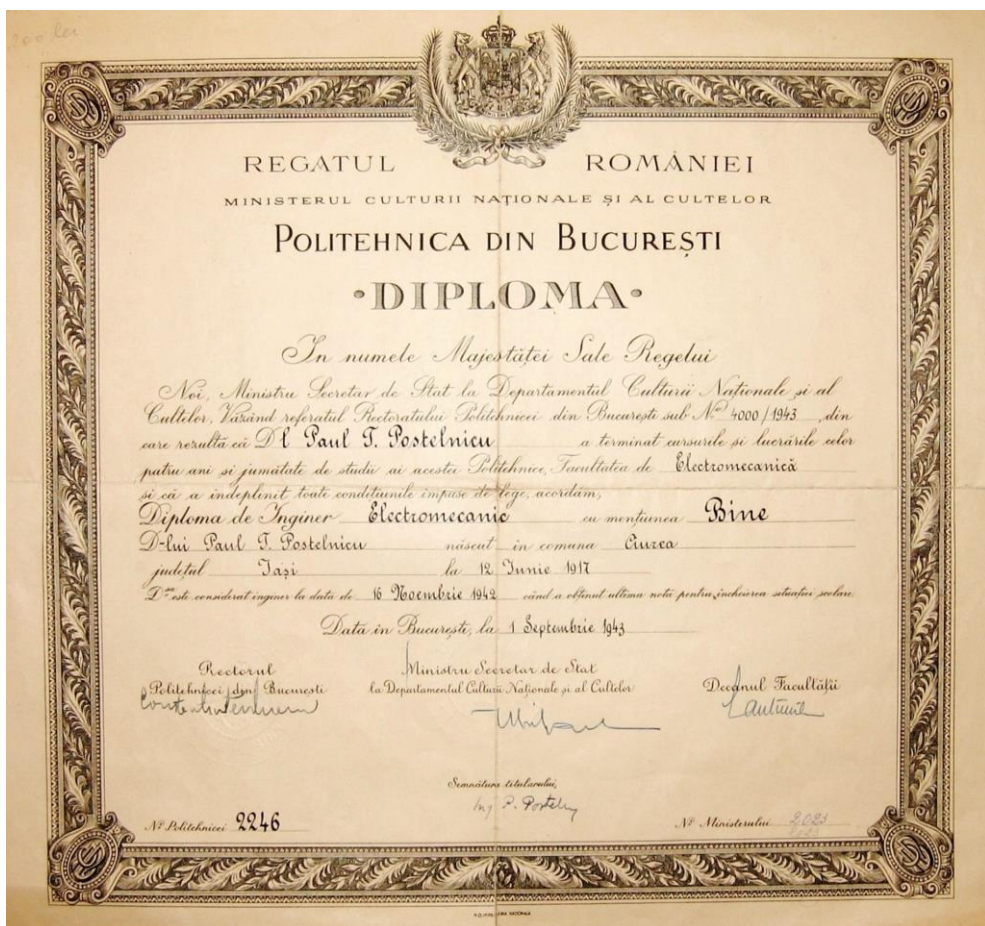 200 lei
REGATUL ROMÂNIEI
MINISTERUL CULTURII NAȚIONALE ȘI AL CULTELOR
POLITEHNICA DIN BUCUREȘTI
•DIPLOMA•
In numele Majestăței Sale Regelui
Noi, Ministru Secretar de Stat la Departamentul Culturii Naționale și al
Cultelor, Văzând referatul Rectoratului Politehnicei din București sub Nº 4000/1943, din
care rezultă că Dl Paul T. Postelnicu a terminat cursurile și lucrările celor
patru ani și jumătate de studii ai acestei Politehnice, Facultatea de Electromecanică
și că a îndeplinit toate condițiunile impuse de lege, acordăm,
Diploma de Inginer Electromecanic cu mențiunea Bine
D-lui Paul T. Postelnicu născut în comuna Ciurea
județul Iași la 12 Iunie 1917
este considerat inginer la data de 16 Noembrie 1942 când a obținut ultima notă pentru încheierea situației școlare.
Dată în București, la 1 Septembrie 1943
Rectorul Ministru Secretar de Stat
Politehnicei din București la Departamentul Culturii Naționale și al Cultelor Decanul Facultății
Semnătura titularului,
Ing P.
Nº Politehnicei 2246 Nº Ministerului 2023
2023